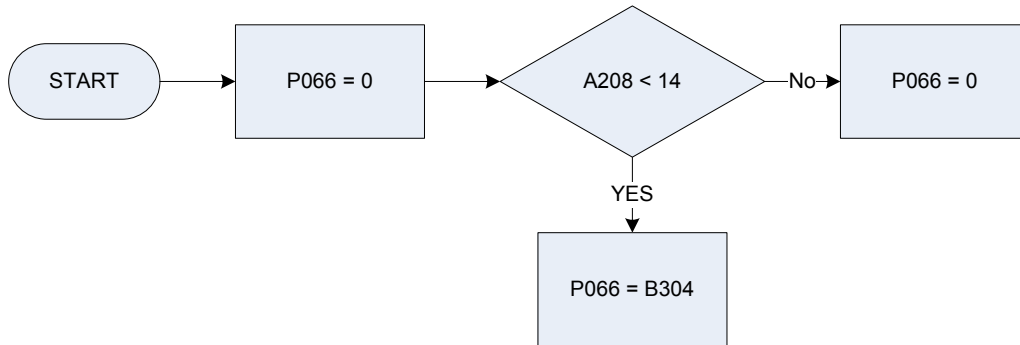 START
P066 = 0
A208 < 14
No
P066 = 0
YES
P066 = B304